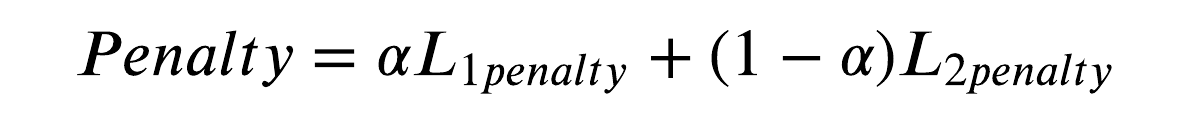 Penalty = αL₁penalty + (1 − α)L₂penalty